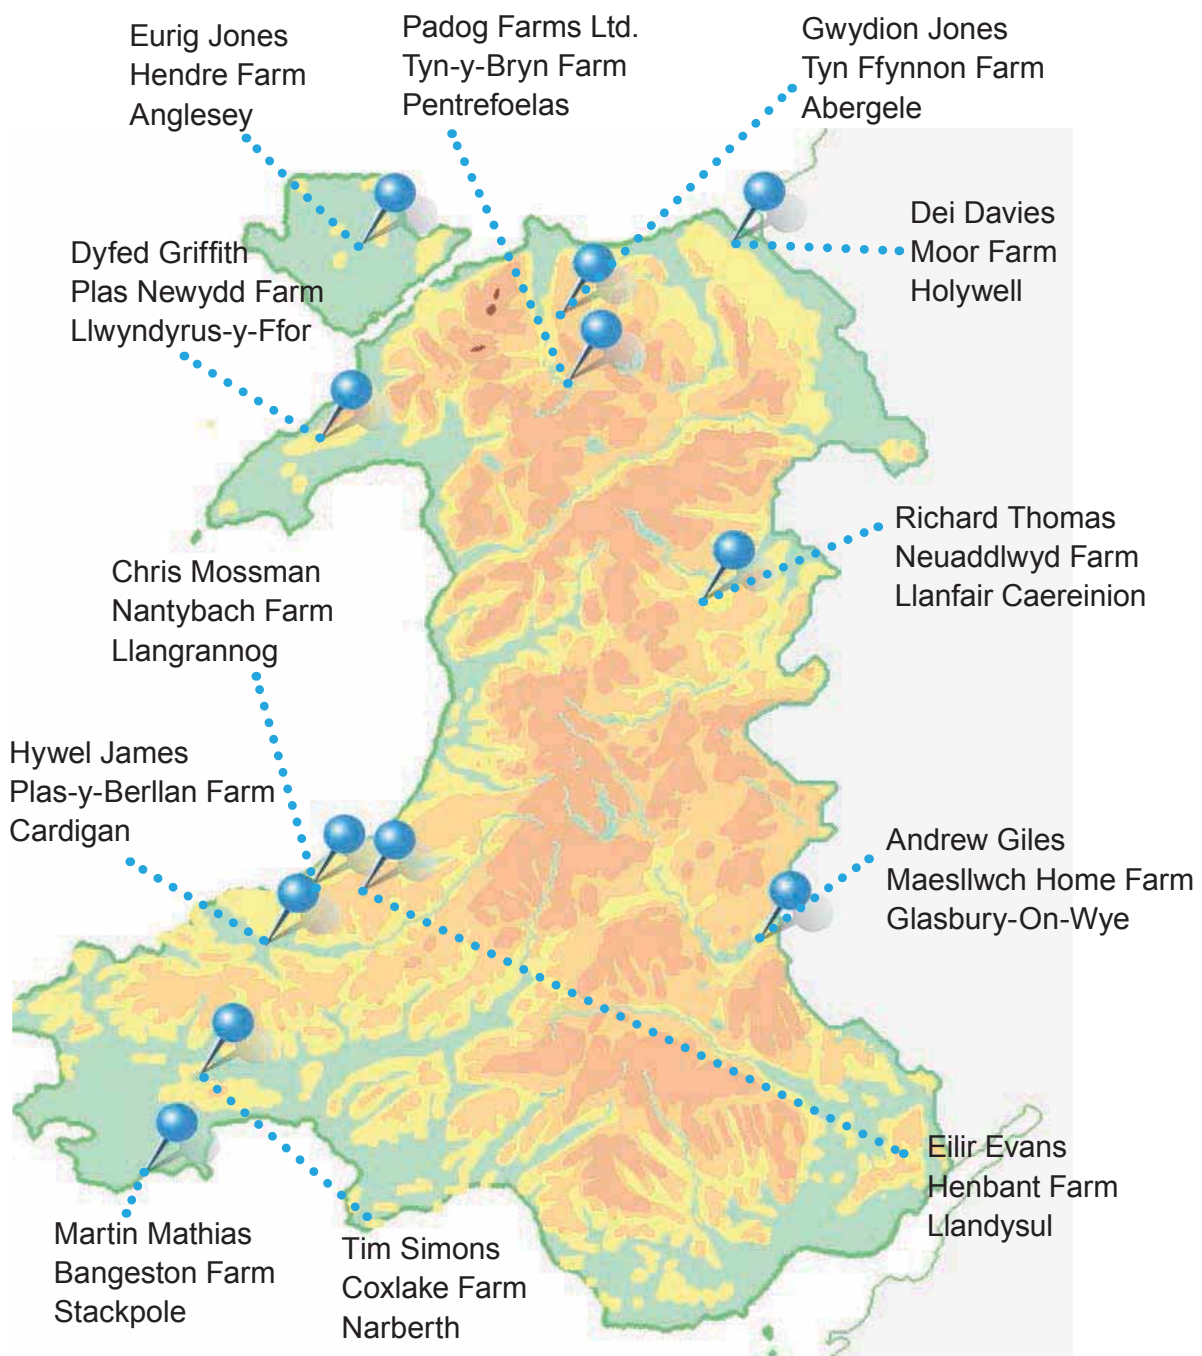 Eurig Jones
Hendre Farm
Anglesey
Padog Farms Ltd.
Tyn-y-Bryn Farm
Pentrefoelas
Gwydion Jones
Tyn Ffynnon Farm
Abergele
Dei Davies
Moor Farm
Holywell
Dyfed Griffith
Plas Newydd Farm
Llwyndyrus-y-Ffor
Richard Thomas
Neuaddlwyd Farm
Llanfair Caereinion
Chris Mossman
Nantybach Farm
Llangrannog
Hywel James
Plas-y-Berllan Farm
Cardigan
Andrew Giles
Maesllwch Home Farm
Glasbury-On-Wye
Eilir Evans
Henbant Farm
Llandysul
Martin Mathias
Bangeston Farm
Stackpole
Tim Simons
Coxlake Farm
Narberth